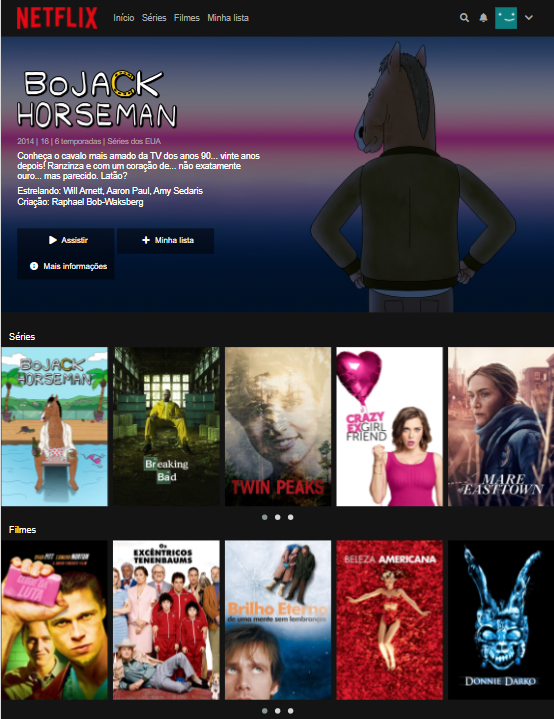 NETFLIX
Início Séries Filmes Minha lista
BoJACK
HORSEMAN
2014 | 16 | 6 temporadas | Séries dos EUA
Conheça o cavalo mais amado da TV dos anos 90... vinte anos
depois! Ranzinza e com um coração de... não exatamente
ouro... mas parecido. Latão?
Estrelando: Will Arnett, Aaron Paul, Amy Sedaris
Criação: Raphael Bob-Waksberg
Assistir
Minha lista
Mais informações
Séries
BoJACK
HORSEMAN
Breaking
Bad
TWIN PEAKS
CRAZY
EXGIRL
FRIEND
MARE
OF
EASTTOWN
Filmes
PITT
NORTON
CLUBE DA
LUTA
Os
EXCÊNTRICOS
TENENBAUMS
Brilho Eterno
de uma mente sem lembranças
BELEZA AMERICANA
DONNIE DARKO